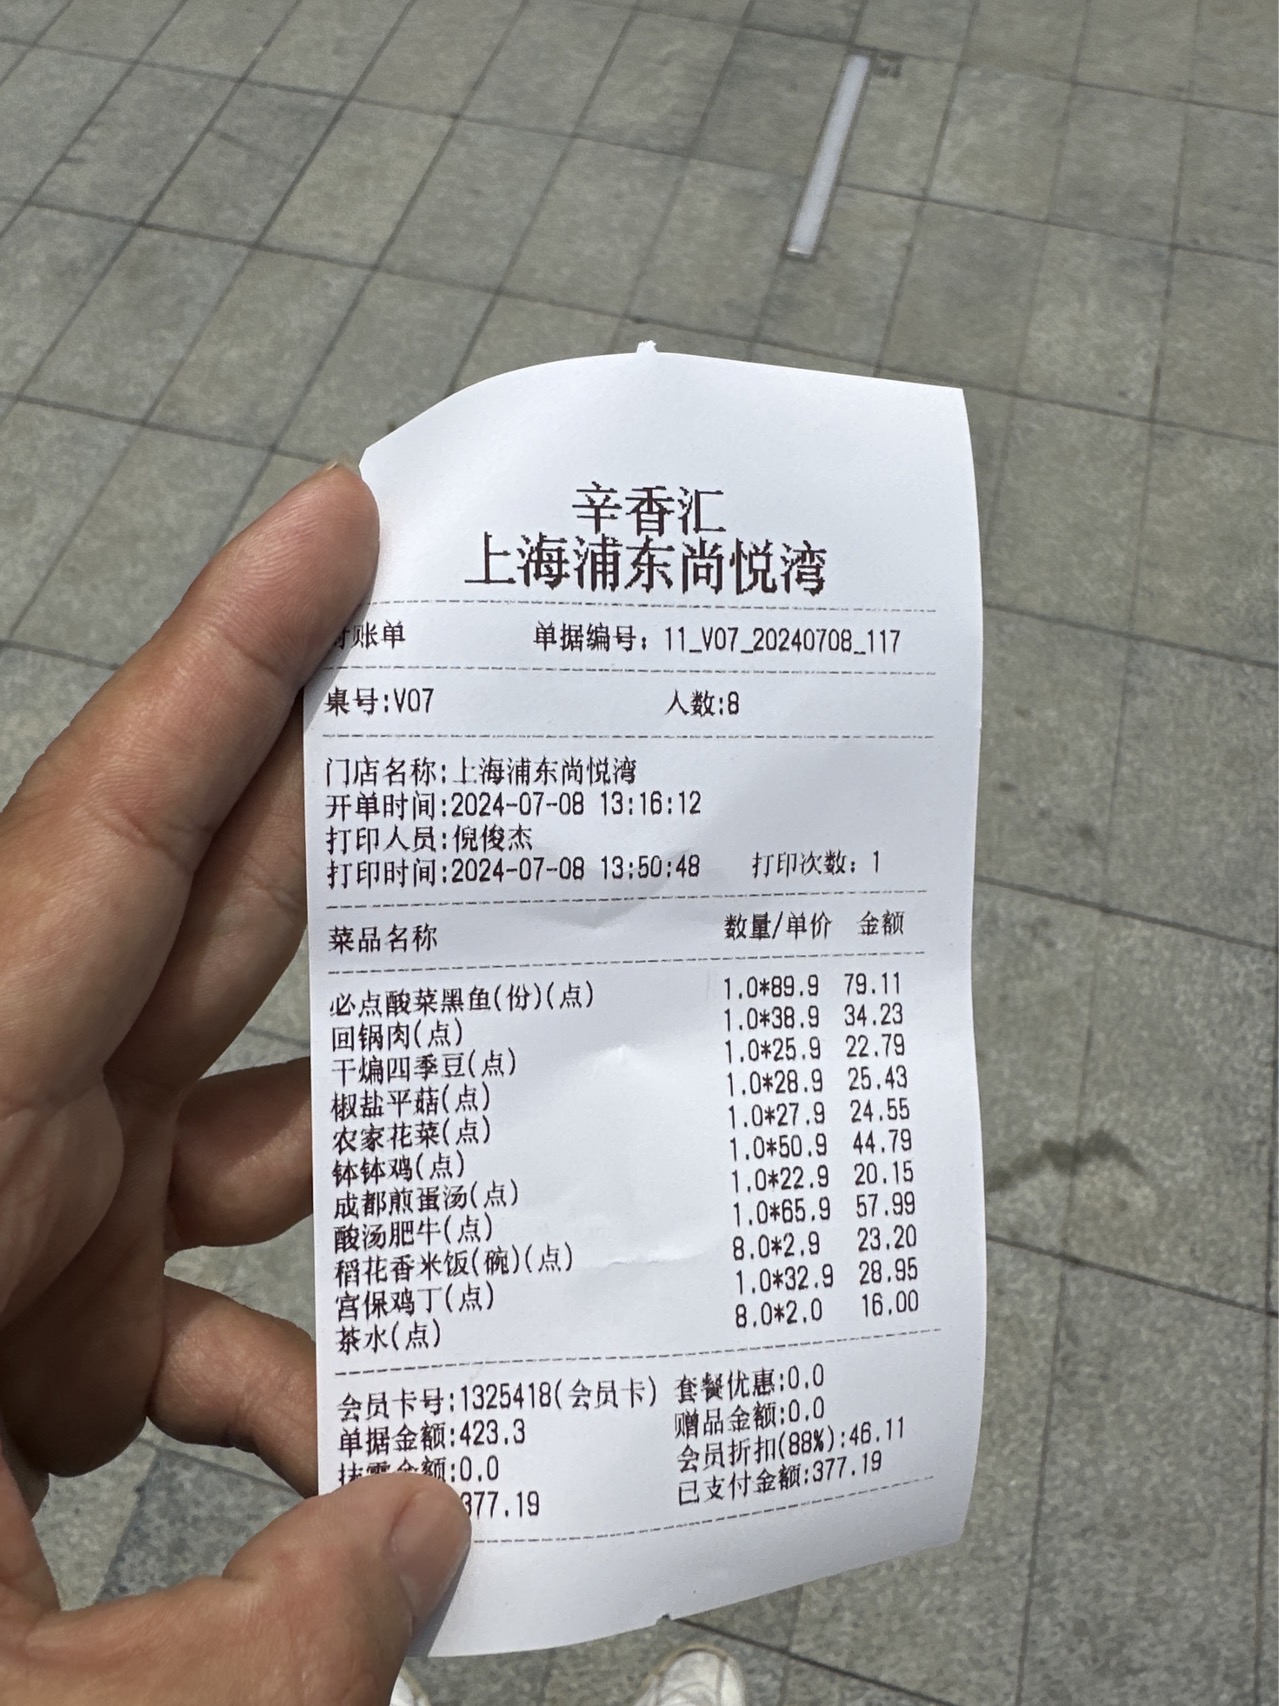 辛香汇
上海浦东尚悦湾
账单 单据编号：11_V07_20240708_117
桌号:V07 人数:8
门店名称:上海浦东尚悦湾
开单时间:2024-07-08 13:16:12
打印人员:倪俊杰
打印时间:2024-07-08 13:50:48 打印次数：1
菜品名称 数量/单价 金额
必点酸菜黑鱼(份)(点) 1.0*89.9 79.11
回锅肉(点) 1.0*38.9 34.23
干煸四季豆(点) 1.0*25.9 22.79
椒盐平菇(点) 1.0*28.9 25.43
农家花菜(点) 1.0*27.9 24.55
钵钵鸡(点) 1.0*50.9 44.79
成都煎蛋汤(点) 1.0*22.9 20.15
酸汤肥牛(点) 1.0*65.9 57.99
稻花香米饭(碗)(点) 8.0*2.9 23.20
宫保鸡丁(点) 1.0*32.9 28.95
茶水(点) 8.0*2.0 16.00
会员卡号:1325418(会员卡) 套餐优惠:0.0
单据金额:423.3 赠品金额:0.0
金额:0.0 会员折扣(88%):46.11
377.19 已支付金额:377.19